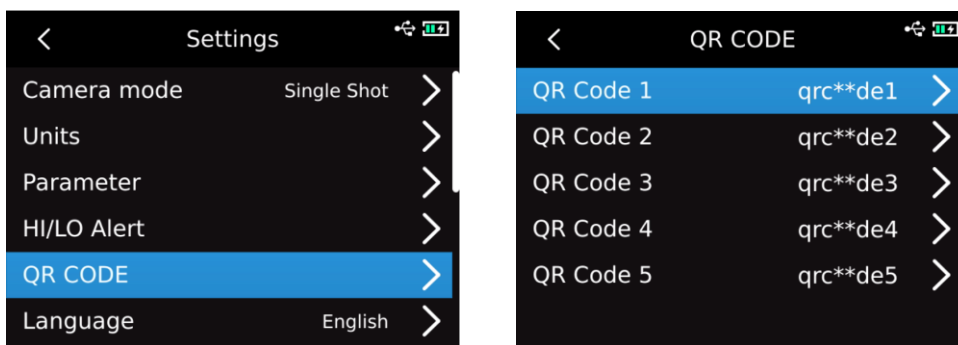 Settings
Camera mode Single Shot
Units
Parameter
HI/LO Alert
QR CODE
Language English
QR CODE
QR Code 1 qrc**de1
QR Code 2 qrc**de2
QR Code 3 qrc**de3
QR Code 4 qrc**de4
QR Code 5 qrc**de5